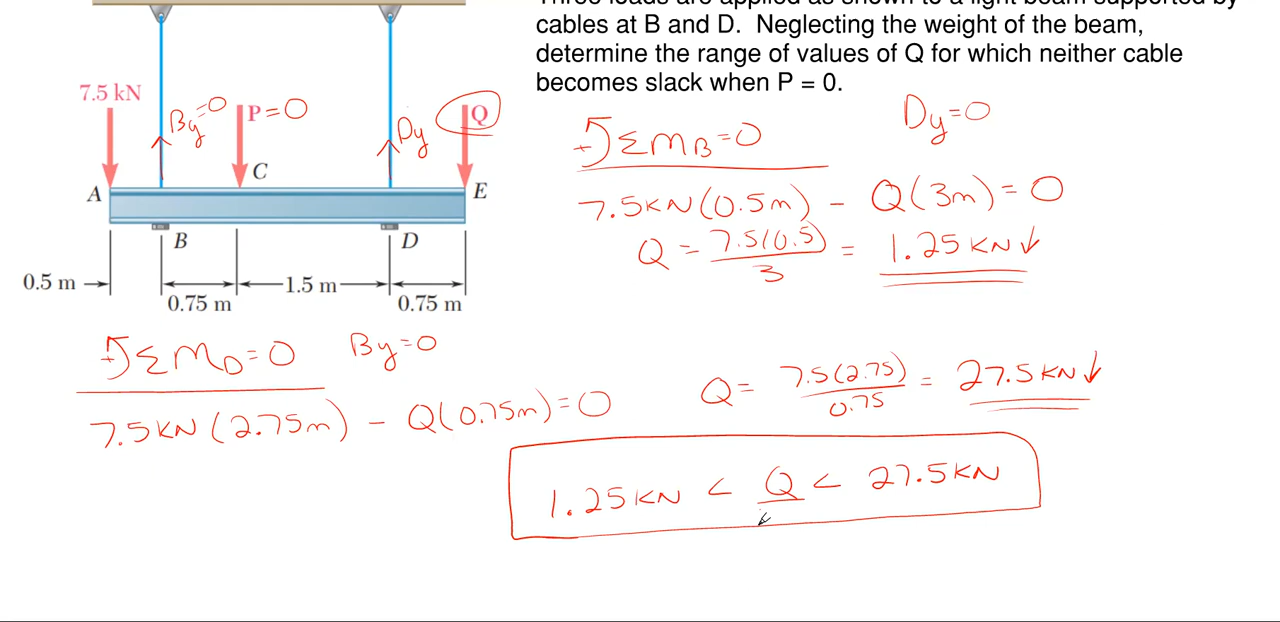 Three loads are applied as shown to a light beam supported by
cables at B and D. Neglecting the weight of the beam,
determine the range of values of Q for which neither cable
becomes slack when P = 0.
7.5 kN
By=0
P=0
Dy
Q
A
C
E
B
D
0.5 m
0.75 m
1.5 m
0.75 m
Dy=0
+ΣMB=0
7.5KN(0.5m) - Q(3m)=0
Q = 7.5(0.5)/3 = 1.25KN↓
+ΣMD=0 By=0
7.5KN(2.75m) - Q(0.75m)=0
Q= 7.5(2.75)/0.75 = 27.5KN↓
1.25KN < Q < 27.5KN